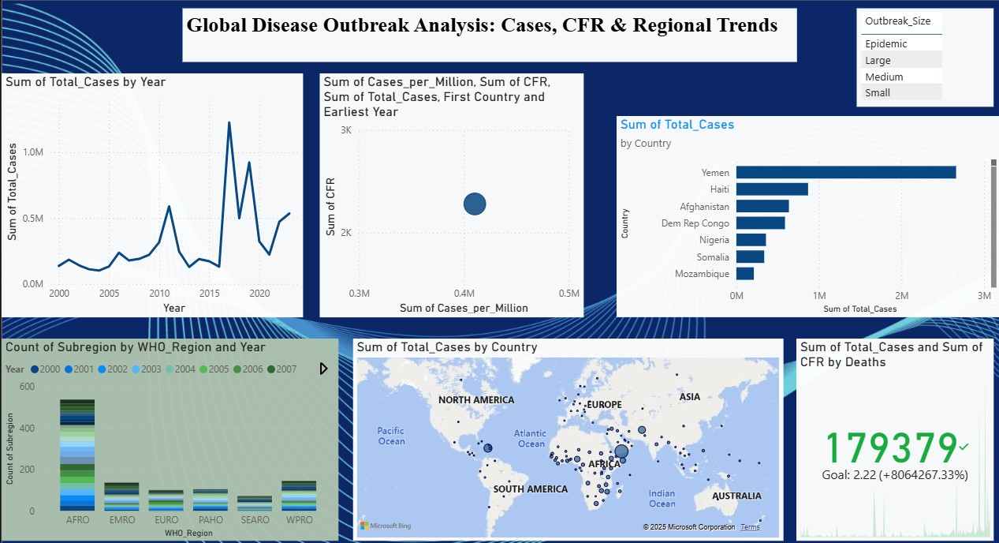 Global Disease Outbreak Analysis: Cases, CFR & Regional Trends
Outbreak_Size
Epidemic
Large
Medium
Small
Sum of Total_Cases by Year
Sum of Total_Cases
1.0M
0.5M
0.0M
2000 2005 2010 2015 2020
Year
Sum of Cases_per_Million, Sum of CFR,
Sum of Total_Cases, First Country and
Earliest Year
Sum of CFR
3K
2K
0.3M 0.4M 0.5M
Sum of Cases_per_Million
Sum of Total_Cases
by Country
Country
Yemen
Haiti
Afghanistan
Dem Rep Congo
Nigeria
Somalia
Mozambique
0M 1M 2M 3M
Sum of Total_Cases
Count of Subregion by WHO_Region and Year
Year 2000 2001 2002 2003 2004 2005 2006 2007
Count of Subregion
600
400
200
0
AFRO EMRO EURO PAHO SEARO WPRO
WHO_Region
Sum of Total_Cases by Country
NORTH AMERICA
EUROPE
ASIA
Pacific
Ocean
Atlantic
Ocean
AFRICA
SOUTH AMERICA
Indian
Ocean
AUSTRALIA
Microsoft Bing
© 2025 Microsoft Corporation Terms
Sum of Total_Cases and Sum of
CFR by Deaths
179379
Goal: 2.22 (+8064267.33%)